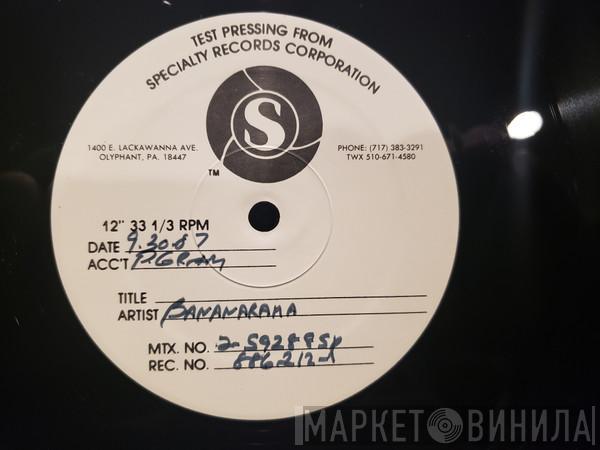 TEST PRESSING FROM
SPECIALTY RECORDS CORPORATION
S
1400 E. LACKAWANNA AVE.
OLYPHANT, PA. 18447
PHONE: (717) 383-3291
TWX 510-671-4580
TM
12" 33 1/3 RPM
DATE 9.30.87
ACC'T
TITLE
ARTIST BANANARAMA
MTX. NO.
REC. NO. 886212-1
МАРКЕТ ВИНИЛА